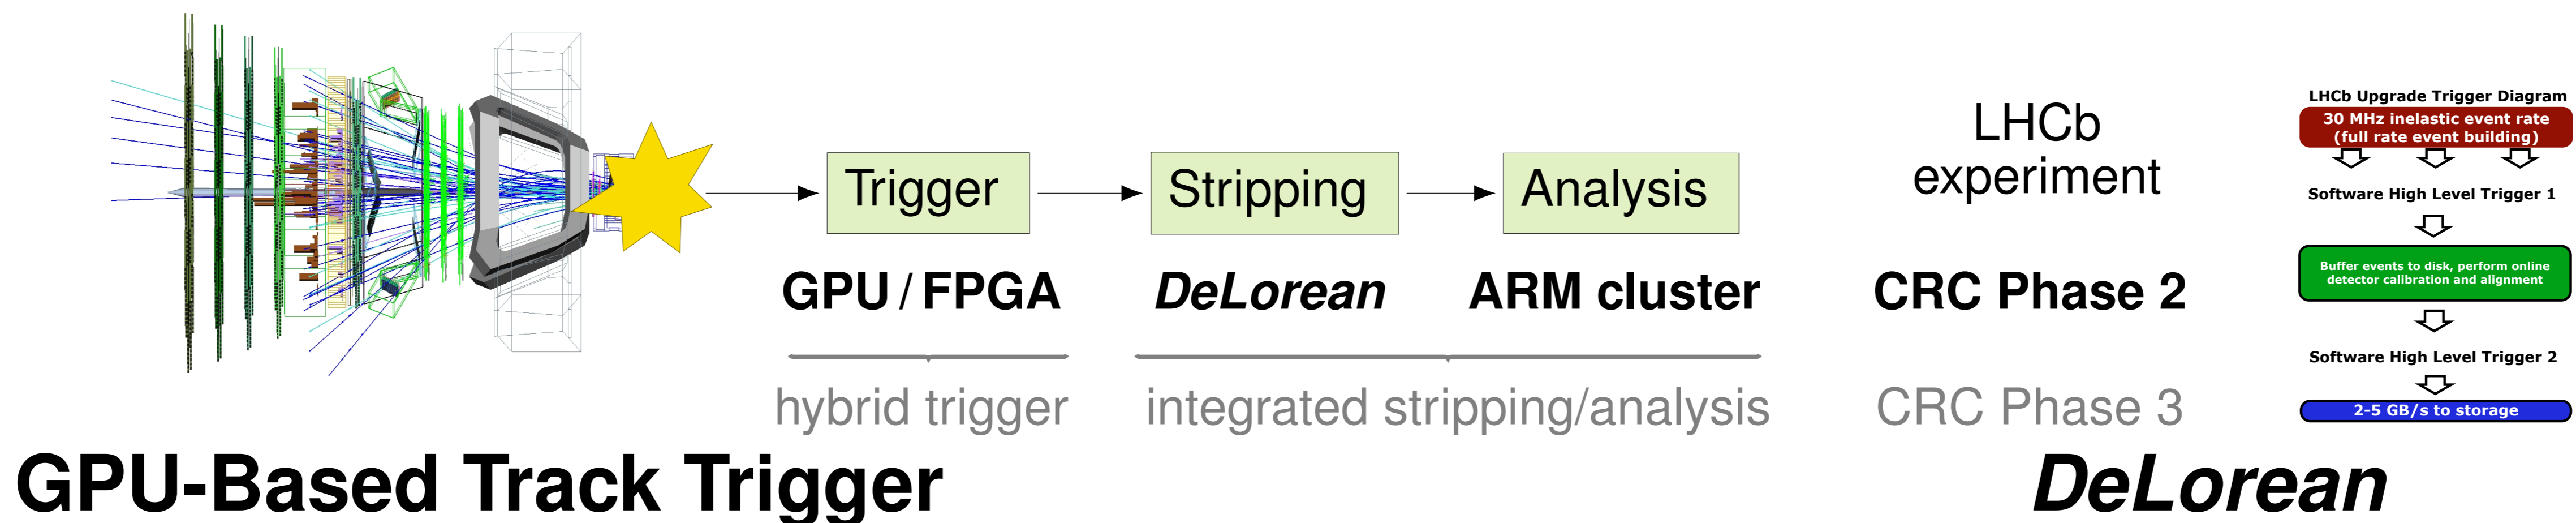 Trigger
Stripping
Analysis
LHCb
experiment
GPU / FPGA
DeLorean
ARM cluster
CRC Phase 2
hybrid trigger
integrated stripping/analysis
CRC Phase 3
LHCb Upgrade Trigger Diagram
30 MHz inelastic event rate
(full rate event building)
Software High Level Trigger 1
Buffer events to disk, perform online
detector calibration and alignment
Software High Level Trigger 2
2-5 GB/s to storage
GPU-Based Track Trigger
DeLorean